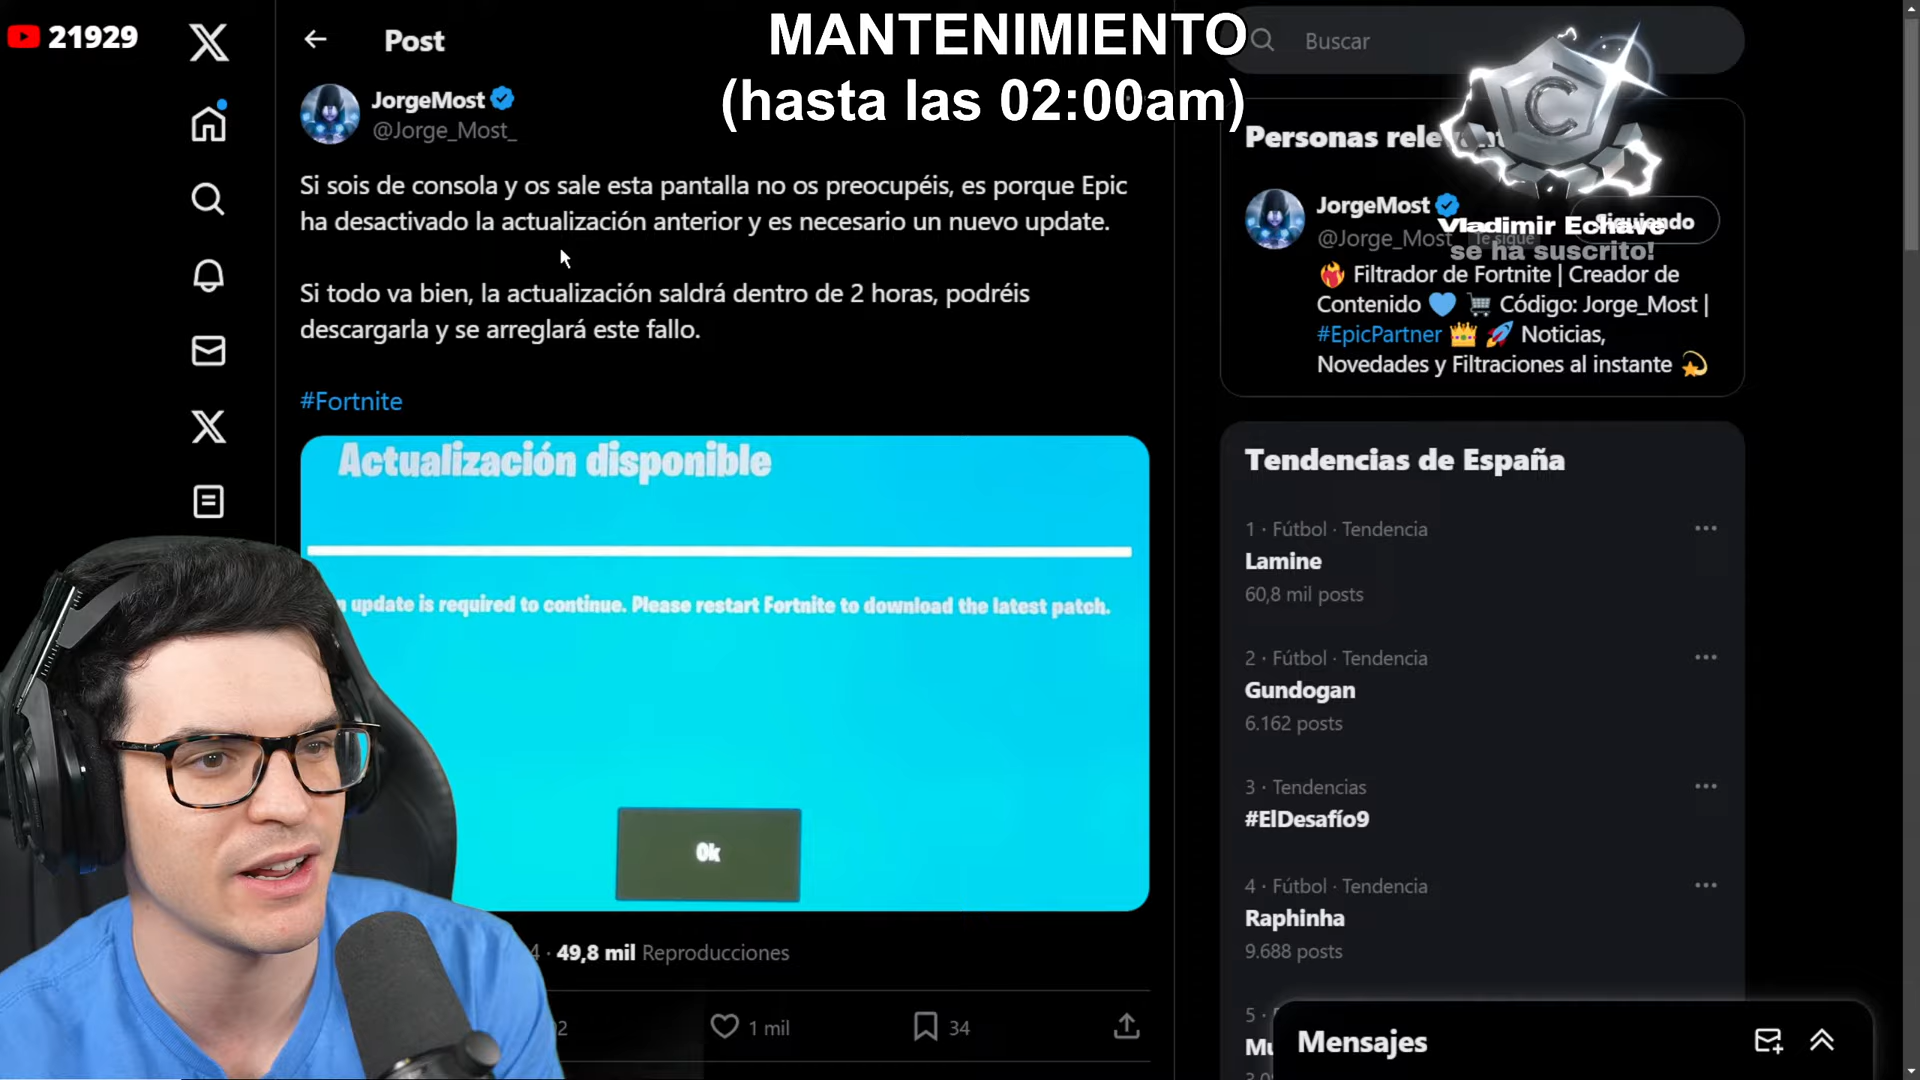 21929
Post
MANTENIMIENTO
(hasta las 02:00am)
Buscar
JorgeMost
@Jorge_Most_
Si sois de consola y os sale esta pantalla no os preocupéis, es porque Epic
ha desactivado la actualización anterior y es necesario un nuevo update.
Si todo va bien, la actualización saldrá dentro de 2 horas, podréis
descargarla y se arreglará este fallo.
#Fortnite
Actualización disponible
update is required to continue. Please restart Fortnite to download the latest patch.
Ok
· 49,8 mil Reproducciones
1 mil
34
Personas rele
C
JorgeMost
Siguiendo
@Jorge_Most_
Te sigue
Vladimir Echave
se ha suscrito!
Filtrador de Fortnite | Creador de
Contenido Código: Jorge_Most |
#EpicPartner Noticias,
Novedades y Filtraciones al instante
Tendencias de España
1 · Fútbol · Tendencia
Lamine
60,8 mil posts
2 · Fútbol · Tendencia
Gundogan
6.162 posts
3 · Tendencias
#ElDesafío9
4 · Fútbol · Tendencia
Raphinha
9.688 posts
5 ·
Mensajes